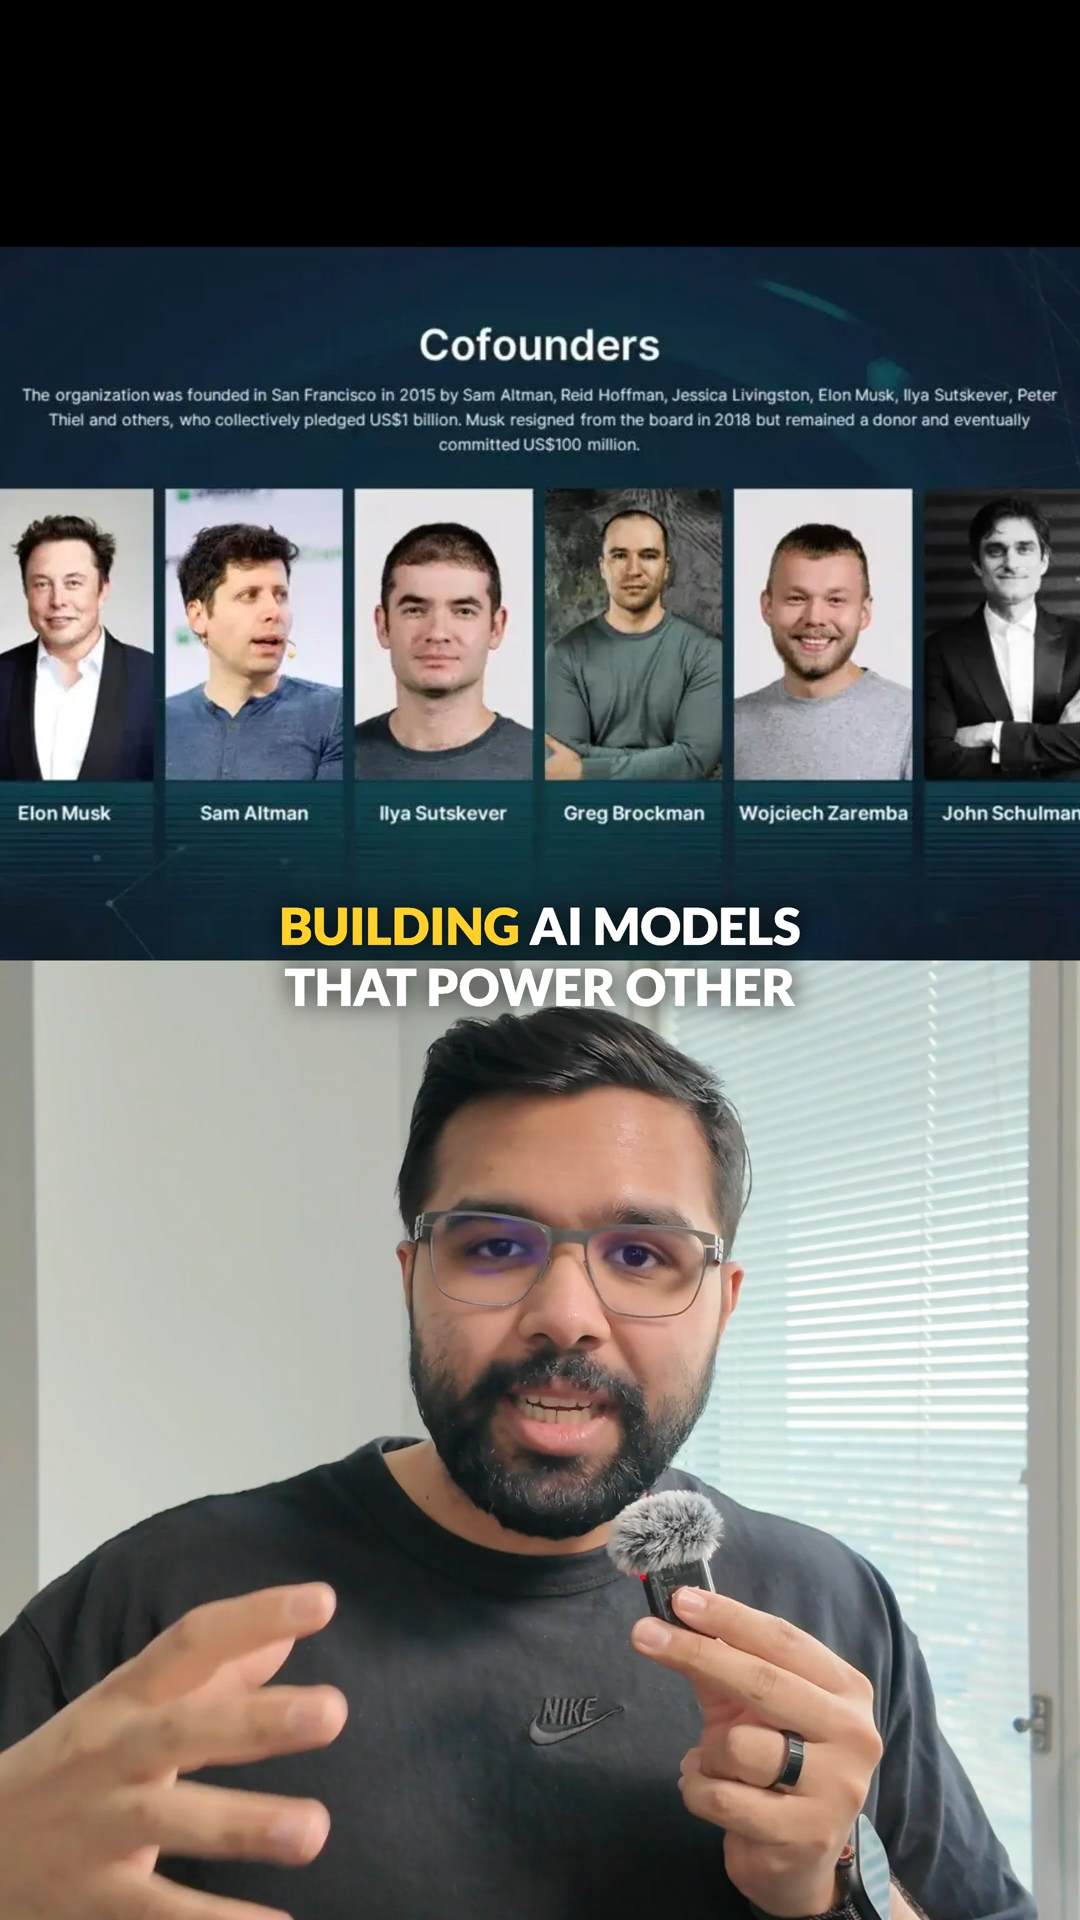 Cofounders
The organization was founded in San Francisco in 2015 by Sam Altman, Reid Hoffman, Jessica Livingston, Elon Musk, Ilya Sutskever, Peter
Thiel and others, who collectively pledged US$1 billion. Musk resigned from the board in 2018 but remained a donor and eventually
committed US$100 million.
Elon Musk
Sam Altman
Ilya Sutskever
Greg Brockman
Wojciech Zaremba
John Schulman
BUILDING AI MODELS
THAT POWER OTHER
NIKE